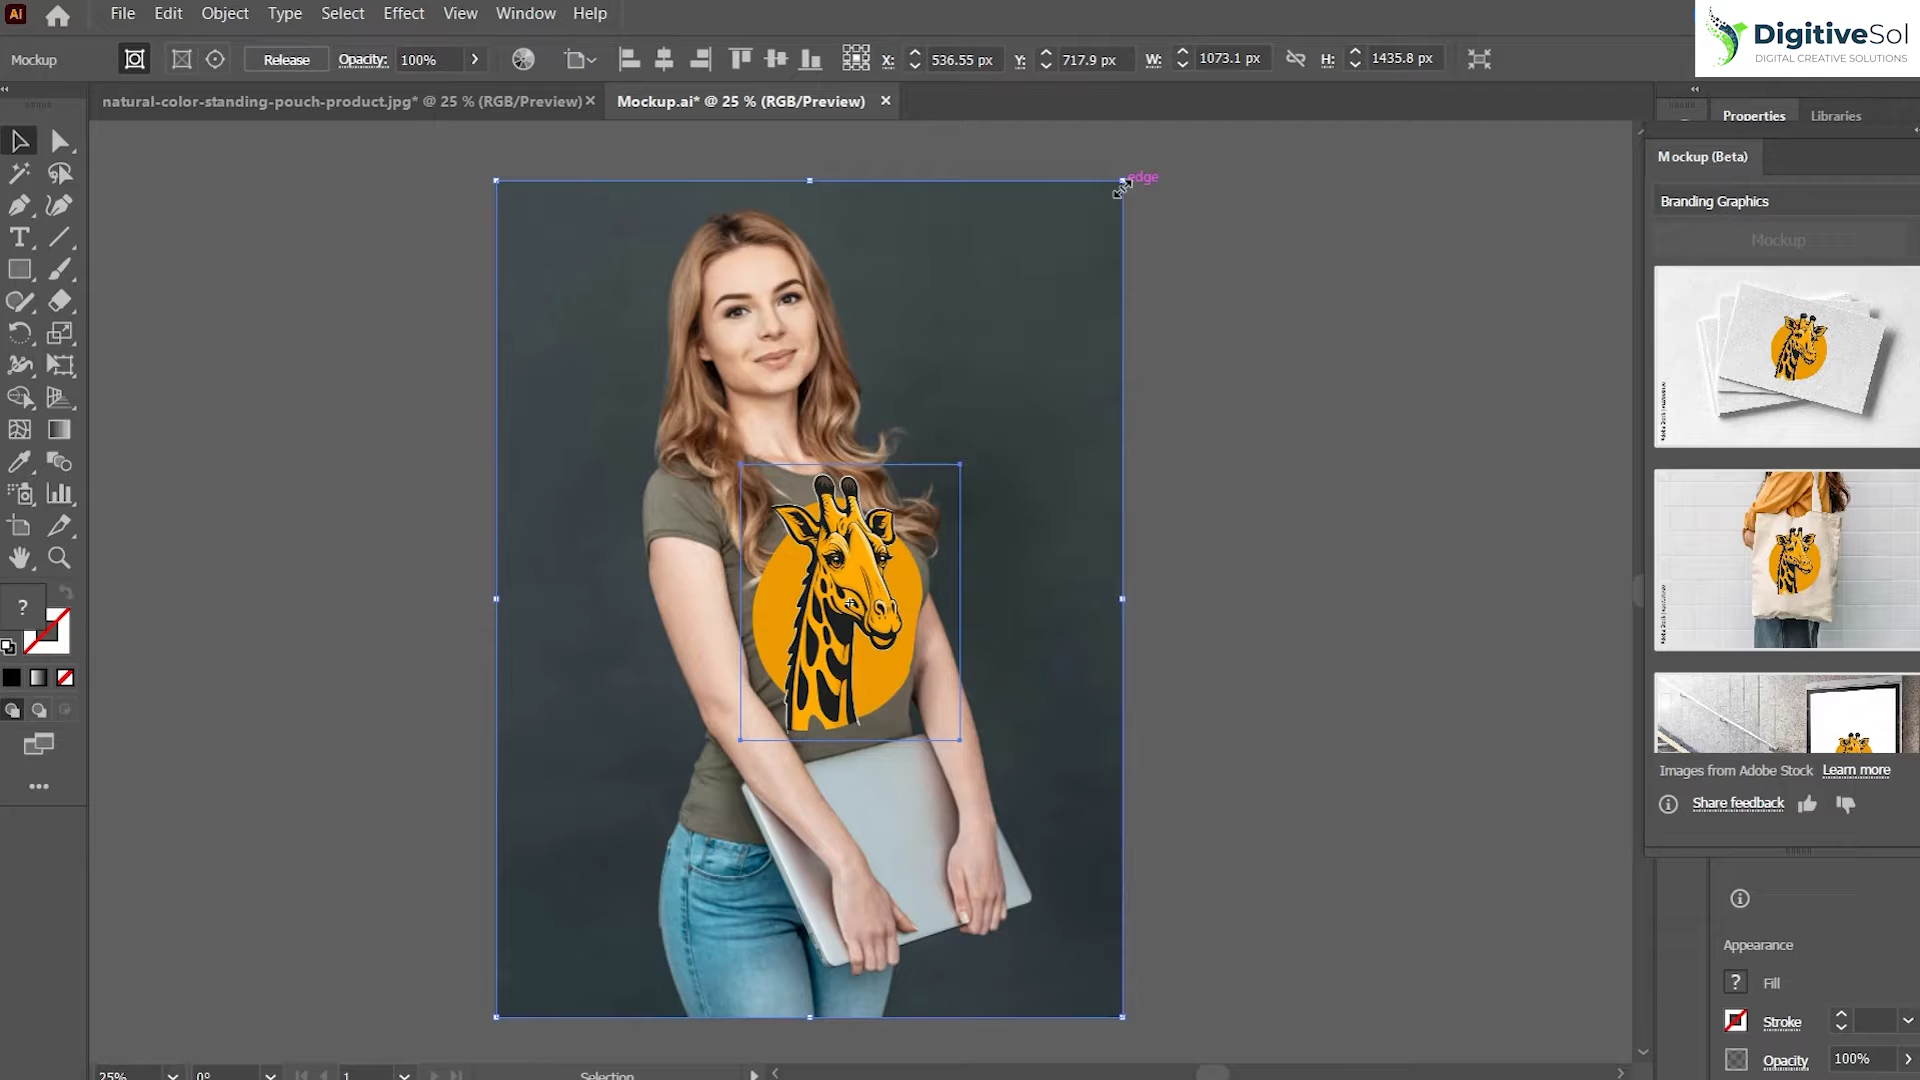 Ai File Edit Object Type Select Effect View Window Help
DigitiveSol
DIGITAL CREATIVE SOLUTIONS
Mockup Release Opacity: 100% X: 536.55 px Y: 717.9 px W: 1073.1 px H: 1435.8 px
natural-color-standing-pouch-product.jpg* @ 25 % (RGB/Preview) Mockup.ai* @ 25 % (RGB/Preview)
Properties Libraries
Mockup (Beta)
edge
Branding Graphics
Mockup
?
Images from Adobe Stock Learn more
Share feedback
Appearance
? Fill
Stroke
Opacity 100%
25% 0° 1 Selection